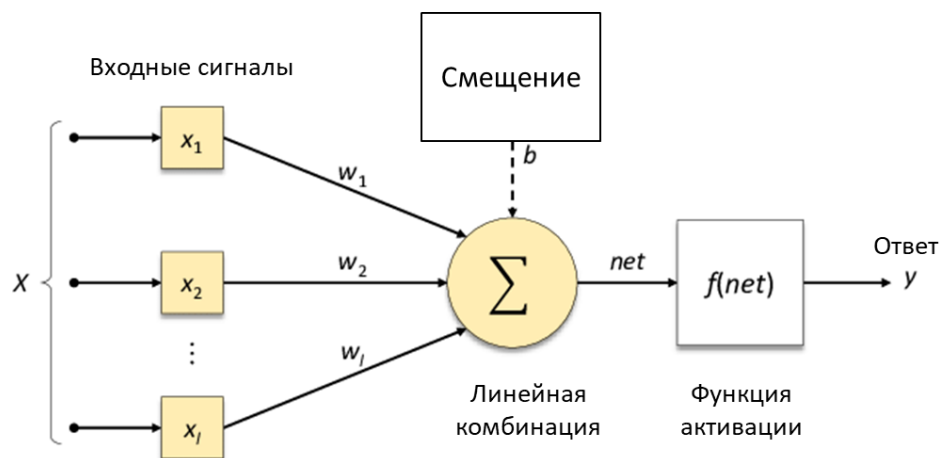 Входные сигналы
Смещение
x₁
b
w₁
X
x₂
w₂
∑
net
f(net)
Ответ
y
⋮
wₗ
xₗ
Линейная
комбинация
Функция
активации